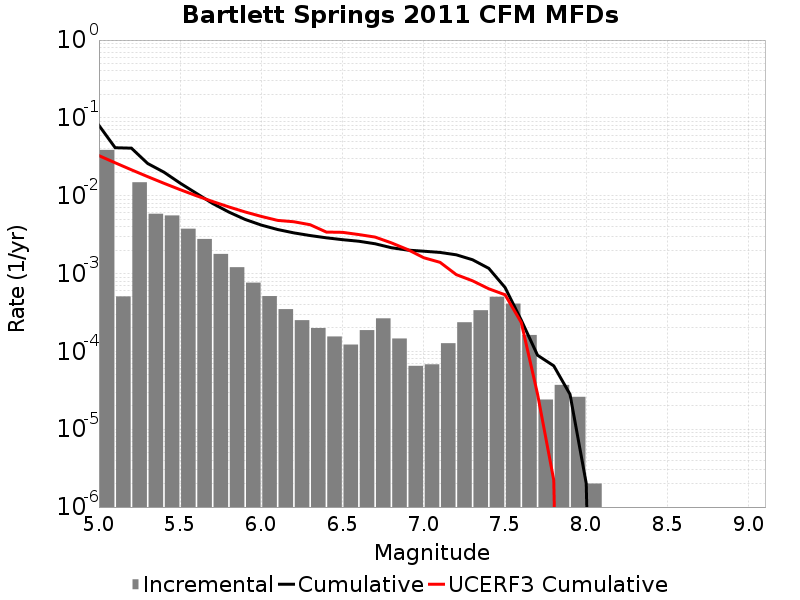 Bartlett Springs 2011 CFM MFDs
10^0
10^-1
10^-2
10^-3
10^-4
10^-5
10^-6
Rate (1/yr)
5.0 5.5 6.0 6.5 7.0 7.5 8.0 8.5 9.0
Magnitude
Incremental Cumulative UCERF3 Cumulative